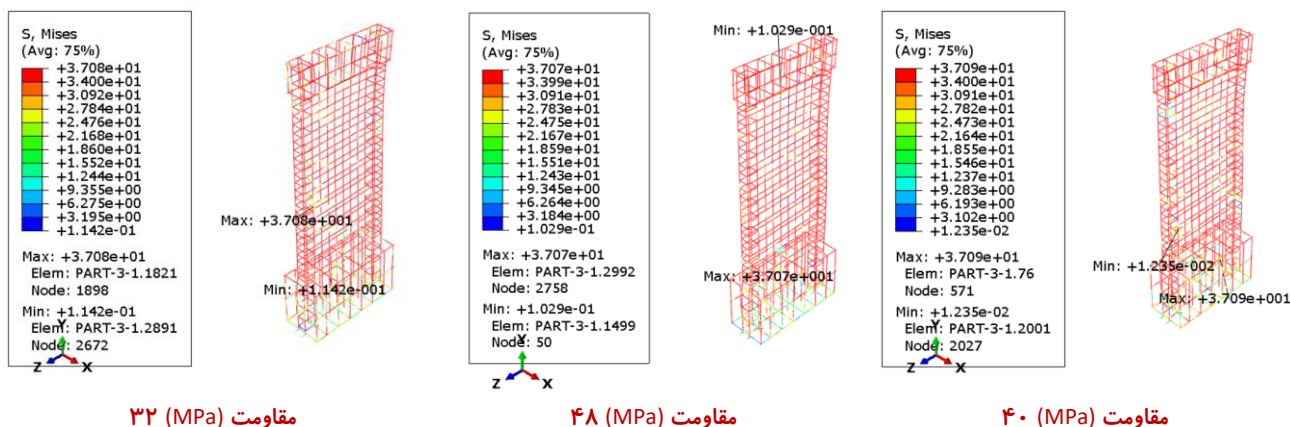 S, Mises
(Avg: 75%)
+3.708e+01
+3.400e+01
+3.092e+01
+2.784e+01
+2.476e+01
+2.168e+01
+1.860e+01
+1.552e+01
+1.244e+01
+9.355e+00
+6.275e+00
+3.195e+00
+1.142e-01
Max: +3.708e+01
Elem: PART-3-1.1821
Node: 1898
Min: +1.142e-01
Elem: PART-3-1.2891
Node: 2672
Y
Z
X
Max: +3.708e+001
Min: +1.142e-001
مقاومت (MPa) ۳۲
S, Mises
(Avg: 75%)
+3.707e+01
+3.399e+01
+3.091e+01
+2.783e+01
+2.475e+01
+2.167e+01
+1.859e+01
+1.551e+01
+1.243e+01
+9.345e+00
+6.264e+00
+3.184e+00
+1.029e-01
Max: +3.707e+01
Elem: PART-3-1.2992
Node: 2758
Min: +1.029e-01
Elem: PART-3-1.1499
Node: 50
Y
Z
X
Min: +1.029e-001
Max: +3.707e+001
مقاومت (MPa) ۴۸
S, Mises
(Avg: 75%)
+3.709e+01
+3.400e+01
+3.091e+01
+2.782e+01
+2.473e+01
+2.164e+01
+1.855e+01
+1.546e+01
+1.237e+01
+9.283e+00
+6.193e+00
+3.102e+00
+1.235e-02
Max: +3.709e+01
Elem: PART-3-1.76
Node: 571
Min: +1.235e-02
Elem: PART-3-1.2001
Node: 2027
Y
Z
X
Min: +1.235e-002
Max: +3.709e+001
مقاومت (MPa) ۴۰